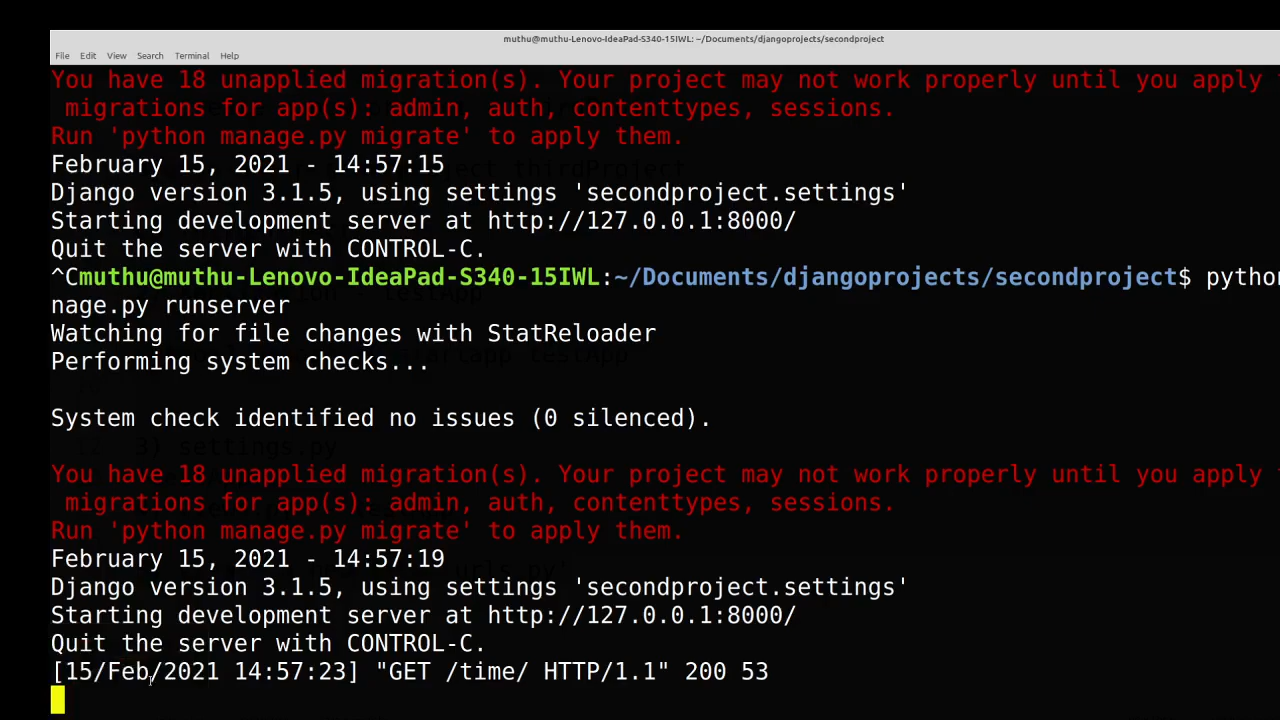 muthu@muthu-Lenovo-IdeaPad-S340-15IWL: ~/Documents/djangoprojects/secondproject
File Edit View Search Terminal Help
You have 18 unapplied migration(s). Your project may not work properly until you apply
migrations for app(s): admin, auth, contenttypes, sessions.
Run 'python manage.py migrate' to apply them.
February 15, 2021 - 14:57:15
Django version 3.1.5, using settings 'secondproject.settings'
Starting development server at http://127.0.0.1:8000/
Quit the server with CONTROL-C.
^Cmuthu@muthu-Lenovo-IdeaPad-S340-15IWL:~/Documents/djangoprojects/secondproject$ python
nage.py runserver
Watching for file changes with StatReloader
Performing system checks...
System check identified no issues (0 silenced).
3) settings.py
You have 18 unapplied migration(s). Your project may not work properly until you apply
migrations for app(s): admin, auth, contenttypes, sessions.
Run 'python manage.py migrate' to apply them.
February 15, 2021 - 14:57:19
Django version 3.1.5, using settings 'secondproject.settings'
Starting development server at http://127.0.0.1:8000/
Quit the server with CONTROL-C.
[15/Feb/2021 14:57:23] "GET /time/ HTTP/1.1" 200 53